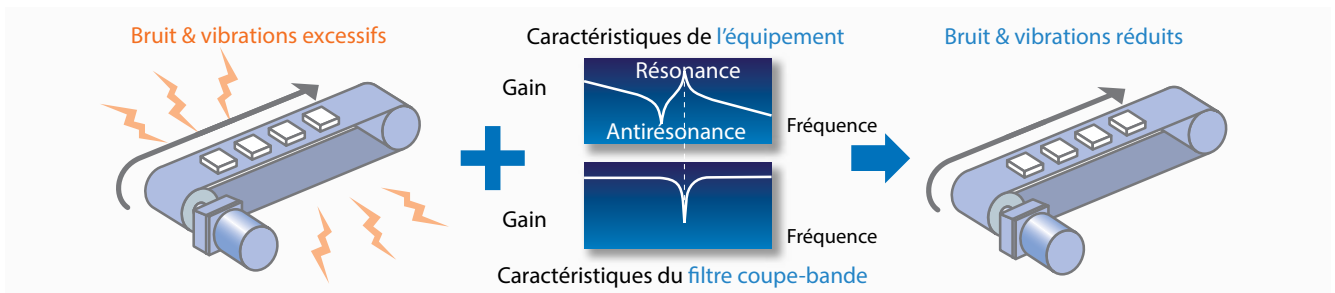 Bruit & vibrations excessifs
Caractéristiques de l’équipement
Gain
Résonance
Antirésonance
Fréquence
Gain
Fréquence
Caractéristiques du filtre coupe-bande
Bruit & vibrations réduits